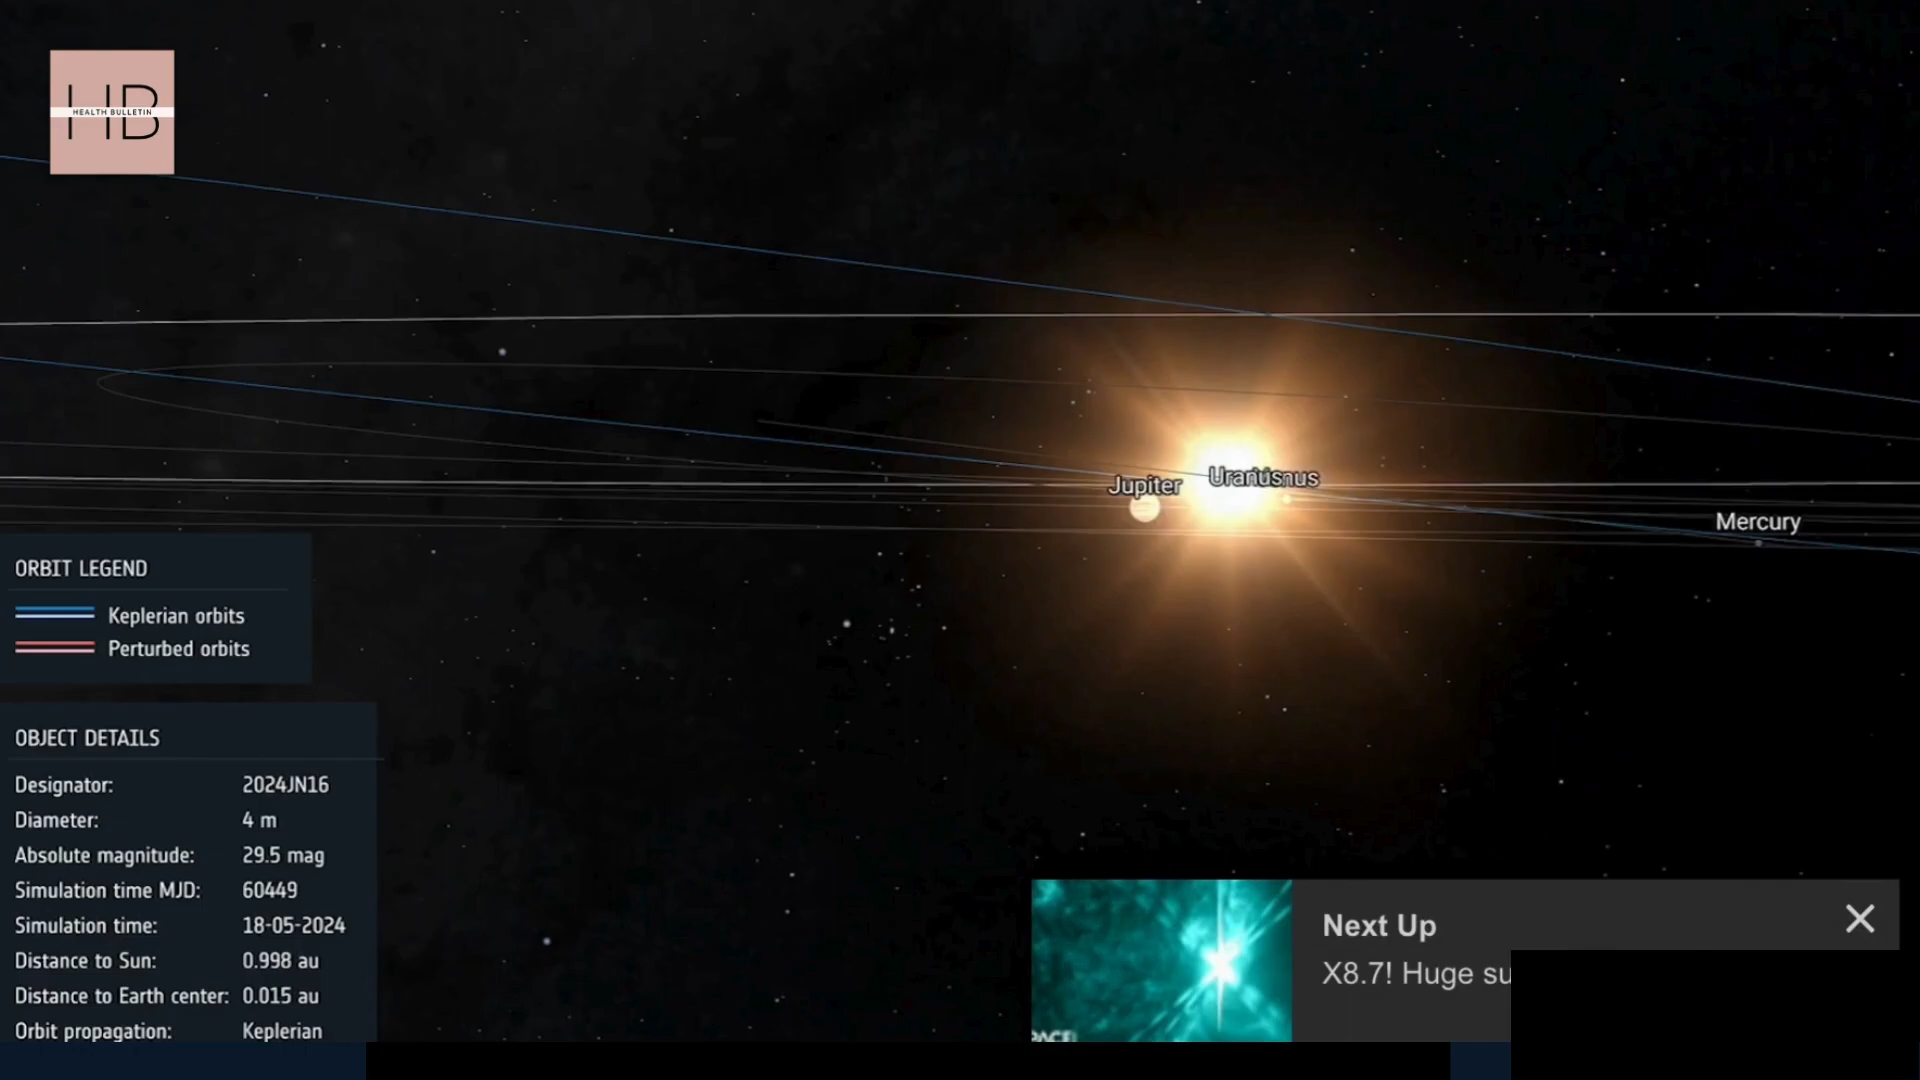 HB
HEALTH BULLETIN
Jupiter
Uranus
Mercury
ORBIT LEGEND
Keplerian orbits
Perturbed orbits
OBJECT DETAILS
Designator: 2024JN16
Diameter: 4 m
Absolute magnitude: 29.5 mag
Simulation time MJD: 60449
Simulation time: 18-05-2024
Distance to Sun: 0.998 au
Distance to Earth center: 0.015 au
Orbit propagation: Keplerian
Next Up
X8.7! Huge su